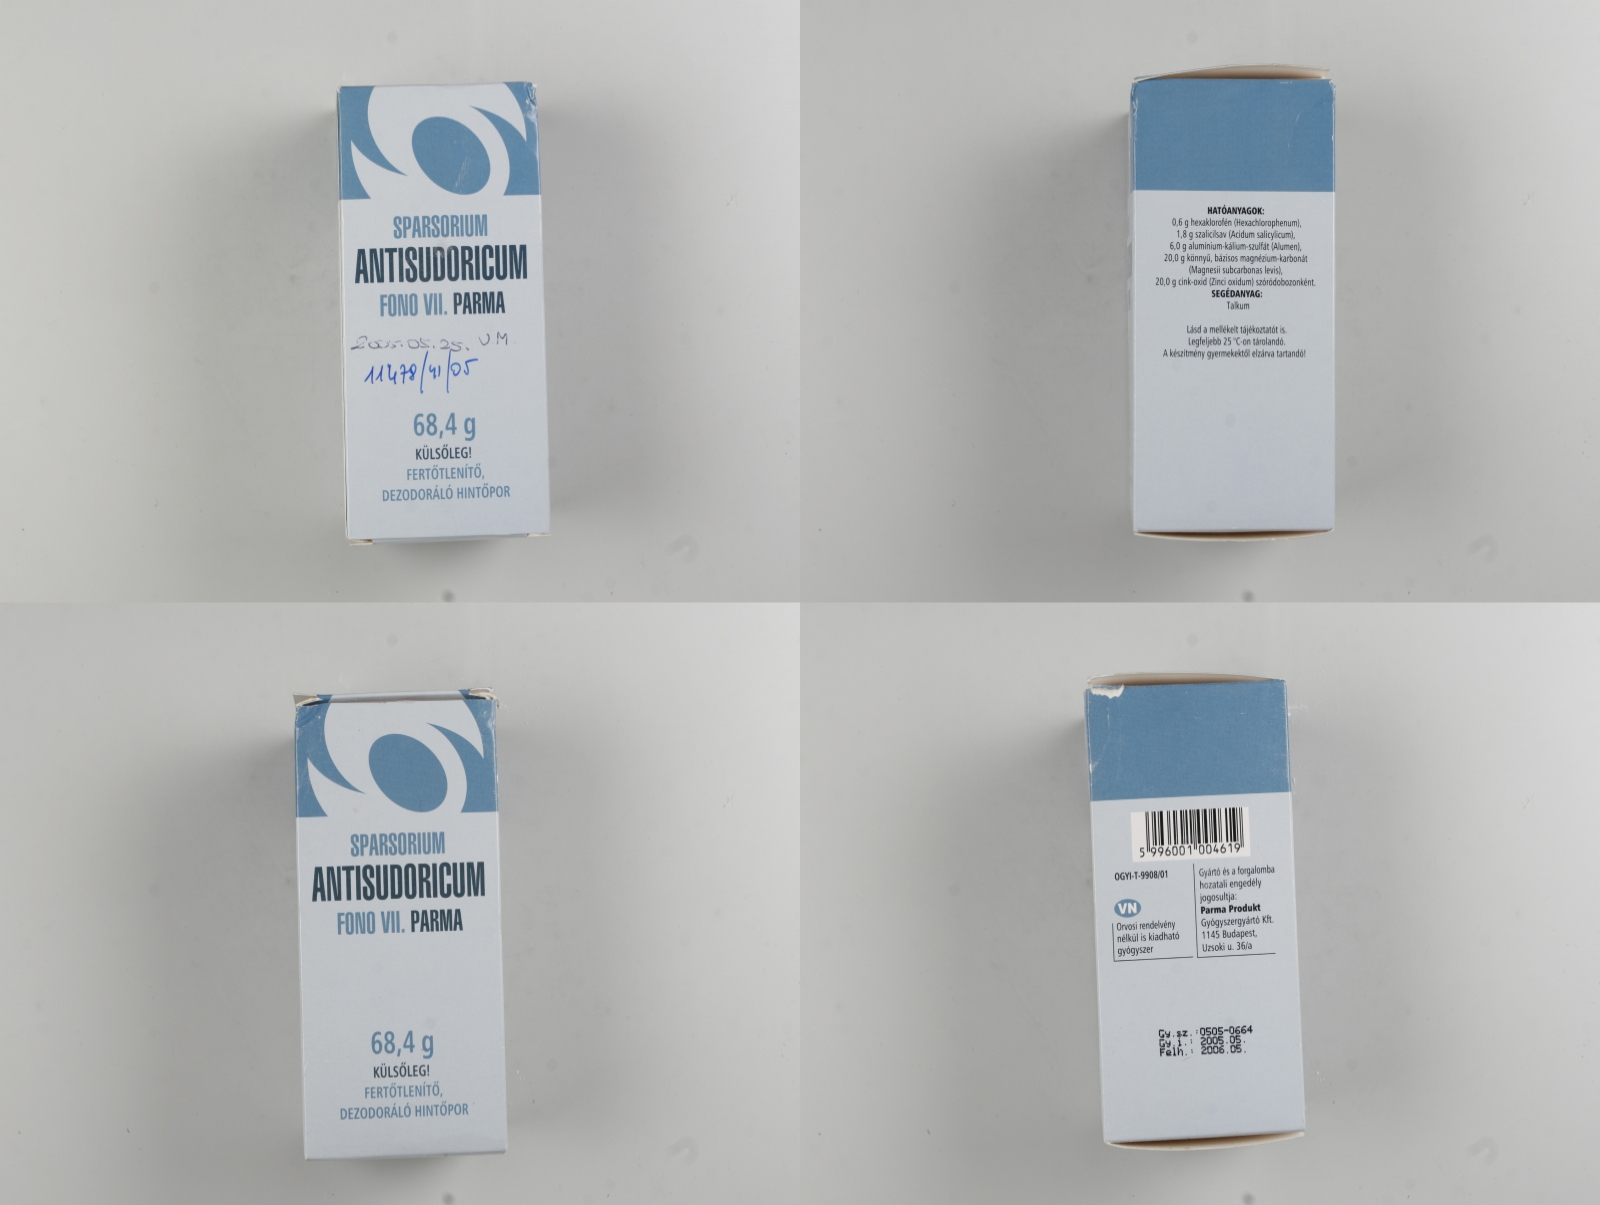 SPARSORIUM
ANTISUDORICUM
FONO VII. PARMA
2005.05.25. VM.
11478/41/05
68,4 g
KÜLSŐLEG!
FERTŐTLENÍTŐ,
DEZODORÁLÓ HINTŐPOR
HATÓANYAGOK:
0,6 g hexaklorofén (Hexachlorophenum),
1,8 g szalicilsav (Acidum salicylicum),
6,0 g alumínium-kálium-szulfát (Alumen),
20,0 g könnyű, bázisos magnézium-karbonát
(Magnesii subcarbonas levis),
20,0 g cink-oxid (Zinci oxidum) szóródobozonként.
SEGÉDANYAG:
Talkum
Lásd a mellékelt tájékoztatót is.
Legfeljebb 25 °C-on tárolandó.
A készítmény gyermekektől elzárva tartandó!
SPARSORIUM
ANTISUDORICUM
FONO VII. PARMA
68,4 g
KÜLSŐLEG!
FERTŐTLENÍTŐ,
DEZODORÁLÓ HINTŐPOR
5 996001 004619
OGYI-T-9908/01
VN
Orvosi rendelvény
nélkül is kiadható
gyógyszer
Gyártó és a forgalomba
hozatali engedély
jogosultja:
Parma Produkt
Gyógyszergyártó Kft.
1145 Budapest,
Uzsoki u. 36/a
Gy.sz.:0505-0664
Gy.i.: 2005.05.
Felh.: 2006.05.